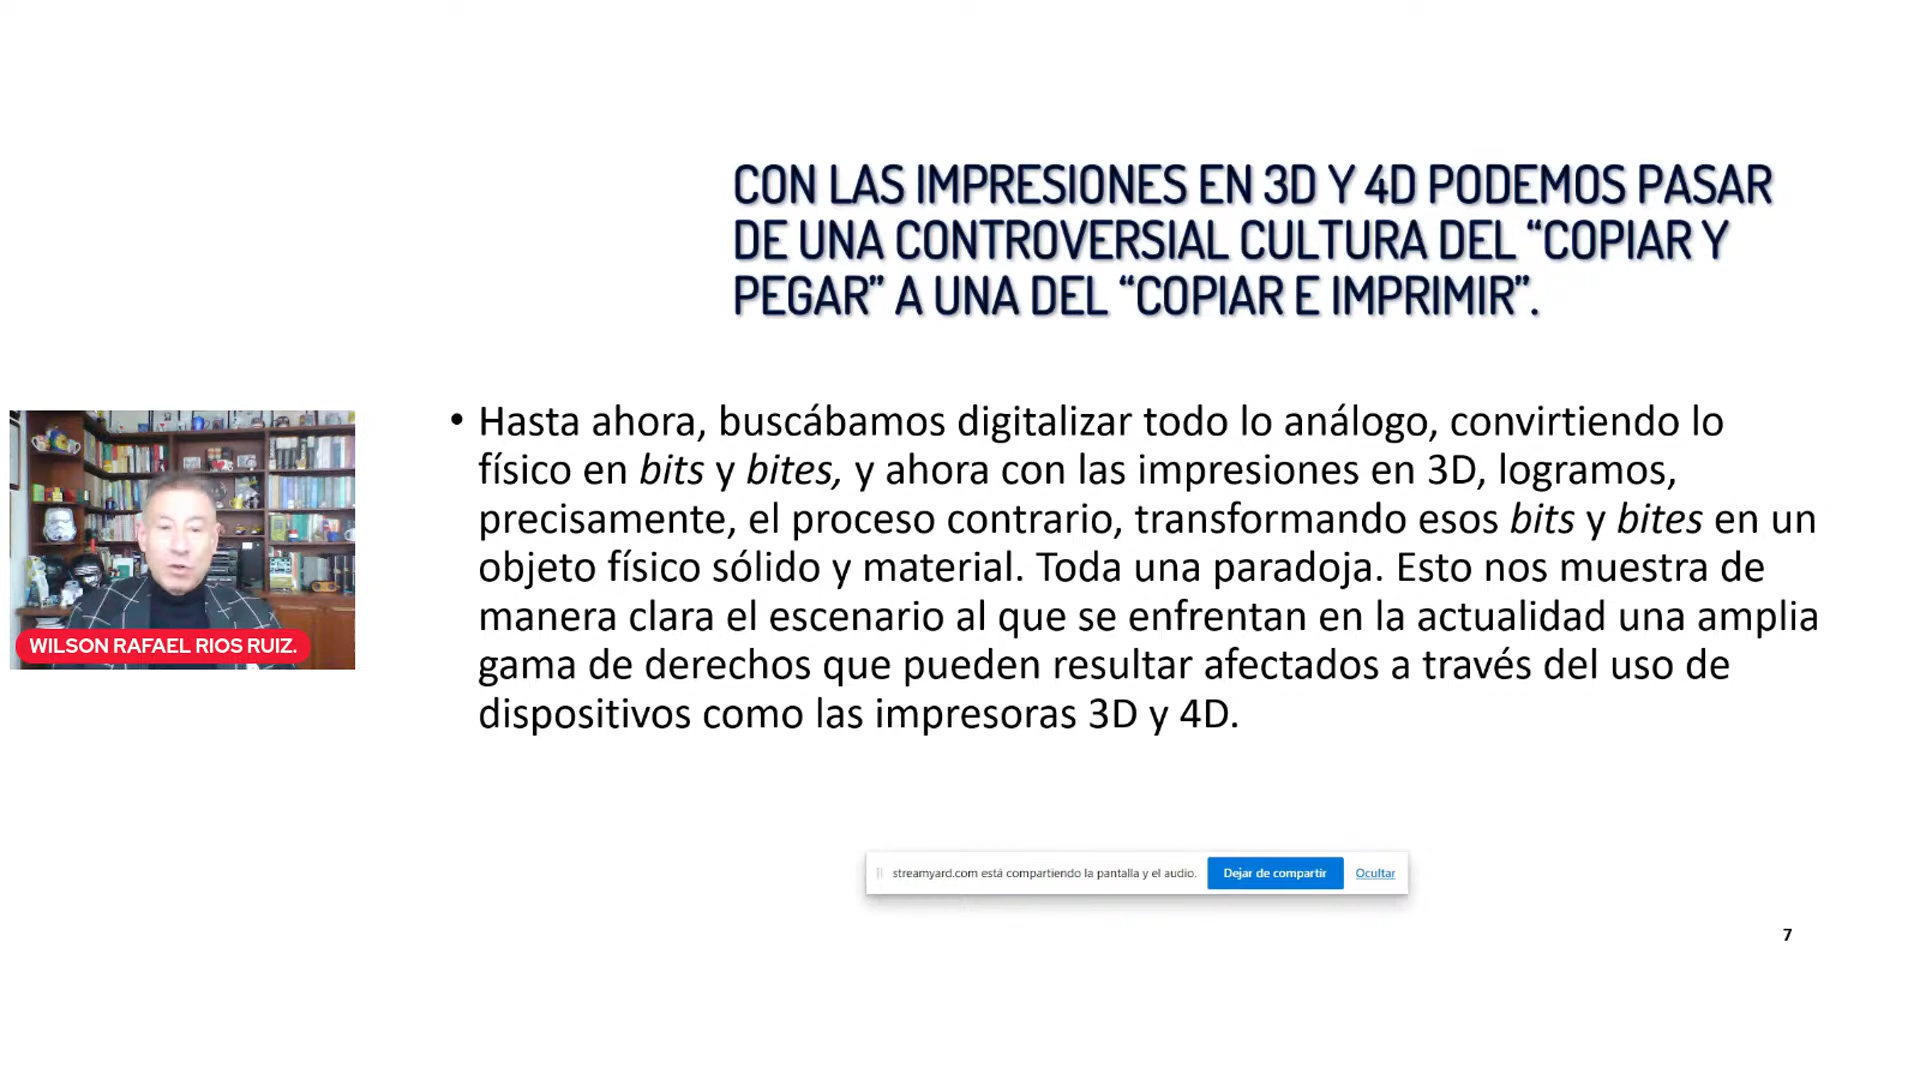 CON LAS IMPRESIONES EN 3D Y 4D PODEMOS PASAR
DE UNA CONTROVERSIAL CULTURA DEL “COPIAR Y
PEGAR” A UNA DEL “COPIAR E IMPRIMIR”.
• Hasta ahora, buscábamos digitalizar todo lo análogo, convirtiendo lo
físico en bits y bites, y ahora con las impresiones en 3D, logramos,
precisamente, el proceso contrario, transformando esos bits y bites en un
objeto físico sólido y material. Toda una paradoja. Esto nos muestra de
manera clara el escenario al que se enfrentan en la actualidad una amplia
gama de derechos que pueden resultar afectados a través del uso de
dispositivos como las impresoras 3D y 4D.
WILSON RAFAEL RIOS RUIZ.
streamyard.com está compartiendo la pantalla y el audio. Dejar de compartir Ocultar
7